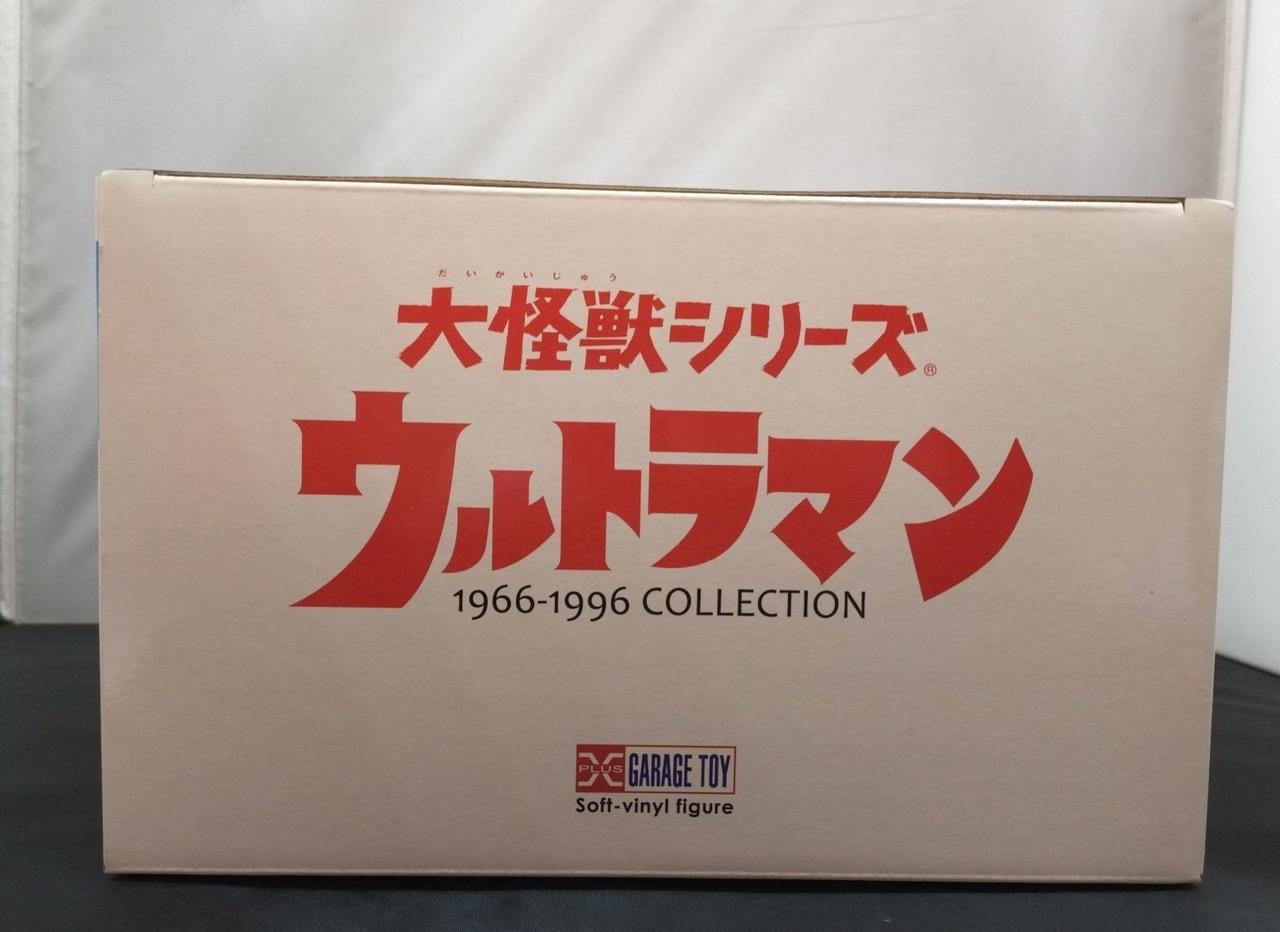 だいかいじゅう
大怪獣シリーズ®
ウルトラマン
1966-1996 COLLECTION
X PLUS GARAGE TOY
Soft-vinyl figure